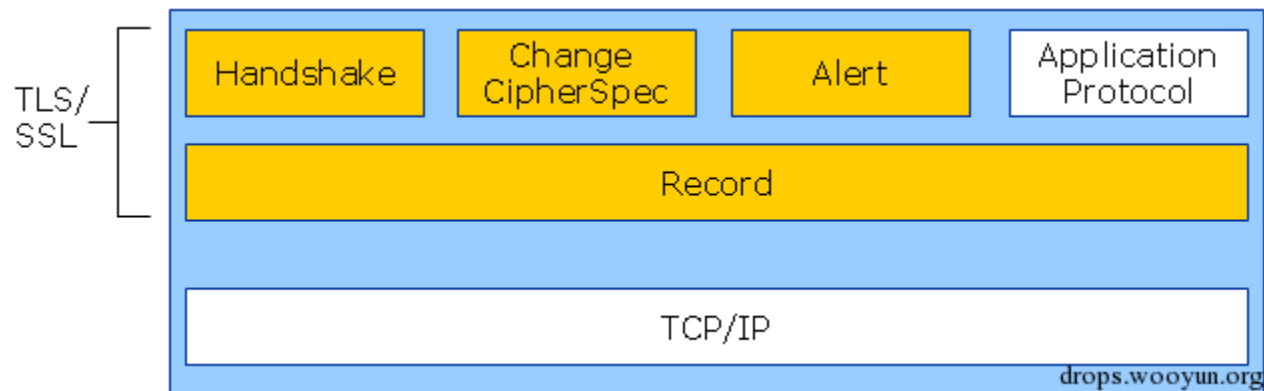 TLS/
SSL
Handshake
Change
CipherSpec
Alert
Application
Protocol
Record
TCP/IP
drops.wooyun.org